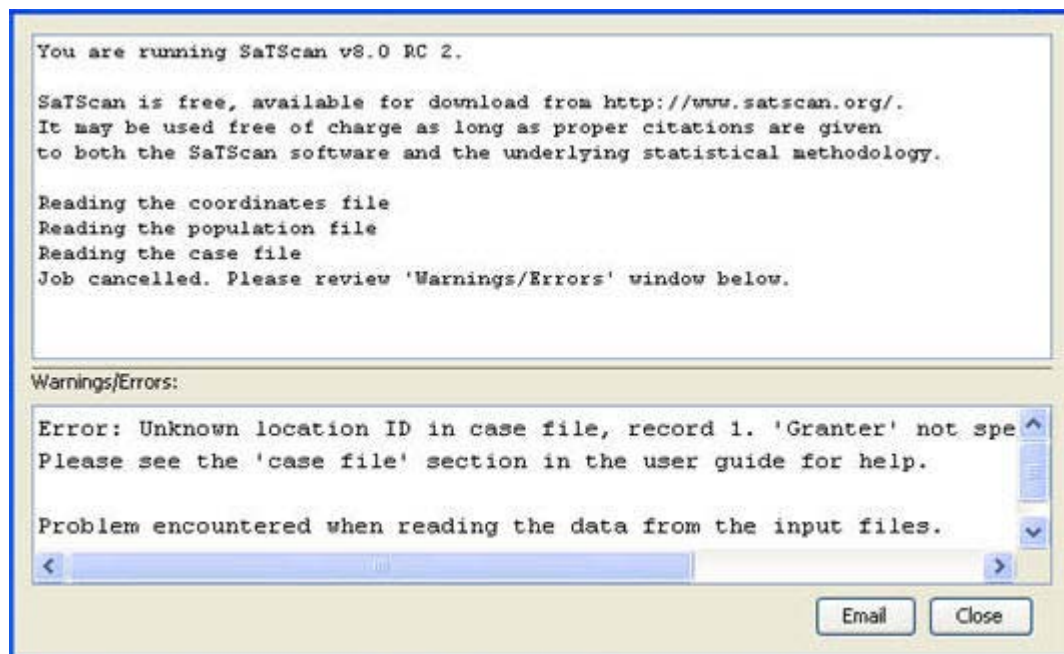 You are running SaTScan v8.0 RC 2.
SaTScan is free, available for download from http://www.satscan.org/.
It may be used free of charge as long as proper citations are given
to both the SaTScan software and the underlying statistical methodology.
Reading the coordinates file
Reading the population file
Reading the case file
Job cancelled. Please review 'Warnings/Errors' window below.
Warnings/Errors:
Error: Unknown location ID in case file, record 1. 'Granter' not spe
Please see the 'case file' section in the user guide for help.
Problem encountered when reading the data from the input files.
Email Close